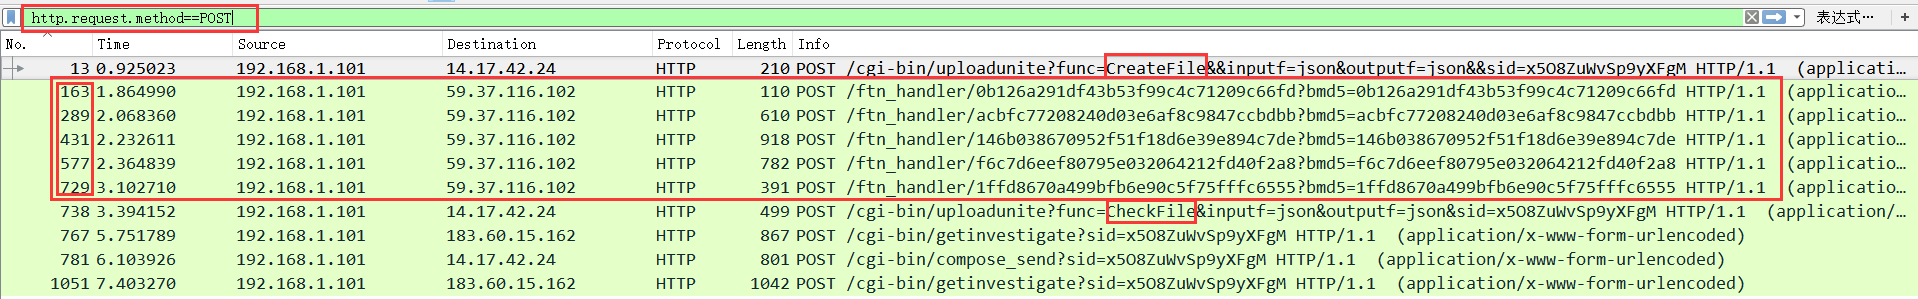 http.request.method==POST 表达式… +
No. Time Source Destination Protocol Length Info
13 0.925023 192.168.1.101 14.17.42.24 HTTP 210 POST /cgi-bin/uploadunite?func=CreateFile&&inputf=json&outputf=json&&sid=x5O8ZuWvSp9yXFgM HTTP/1.1 (applicati…
163 1.864990 192.168.1.101 59.37.116.102 HTTP 110 POST /ftn_handler/0b126a291df43b53f99c4c71209c66fd?bmd5=0b126a291df43b53f99c4c71209c66fd HTTP/1.1 (applicatio…
289 2.068360 192.168.1.101 59.37.116.102 HTTP 610 POST /ftn_handler/acbfc77208240d03e6af8c9847ccbdbb?bmd5=acbfc77208240d03e6af8c9847ccbdbb HTTP/1.1 (applicatio…
431 2.232611 192.168.1.101 59.37.116.102 HTTP 918 POST /ftn_handler/146b038670952f51f18d6e39e894c7de?bmd5=146b038670952f51f18d6e39e894c7de HTTP/1.1 (applicatio…
577 2.364839 192.168.1.101 59.37.116.102 HTTP 782 POST /ftn_handler/f6c7d6eef80795e032064212fd40f2a8?bmd5=f6c7d6eef80795e032064212fd40f2a8 HTTP/1.1 (applicatio…
729 3.102710 192.168.1.101 59.37.116.102 HTTP 391 POST /ftn_handler/1ffd8670a499bfb6e90c5f75fffc6555?bmd5=1ffd8670a499bfb6e90c5f75fffc6555 HTTP/1.1 (applicatio…
738 3.394152 192.168.1.101 14.17.42.24 HTTP 499 POST /cgi-bin/uploadunite?func=CheckFile&inputf=json&outputf=json&sid=x5O8ZuWvSp9yXFgM HTTP/1.1 (application/…
767 5.751789 192.168.1.101 183.60.15.162 HTTP 867 POST /cgi-bin/getinvestigate?sid=x5O8ZuWvSp9yXFgM HTTP/1.1 (application/x-www-form-urlencoded)
781 6.103926 192.168.1.101 14.17.42.24 HTTP 801 POST /cgi-bin/compose_send?sid=x5O8ZuWvSp9yXFgM HTTP/1.1 (application/x-www-form-urlencoded)
1051 7.403270 192.168.1.101 183.60.15.162 HTTP 1042 POST /cgi-bin/getinvestigate?sid=x5O8ZuWvSp9yXFgM HTTP/1.1 (application/x-www-form-urlencoded)